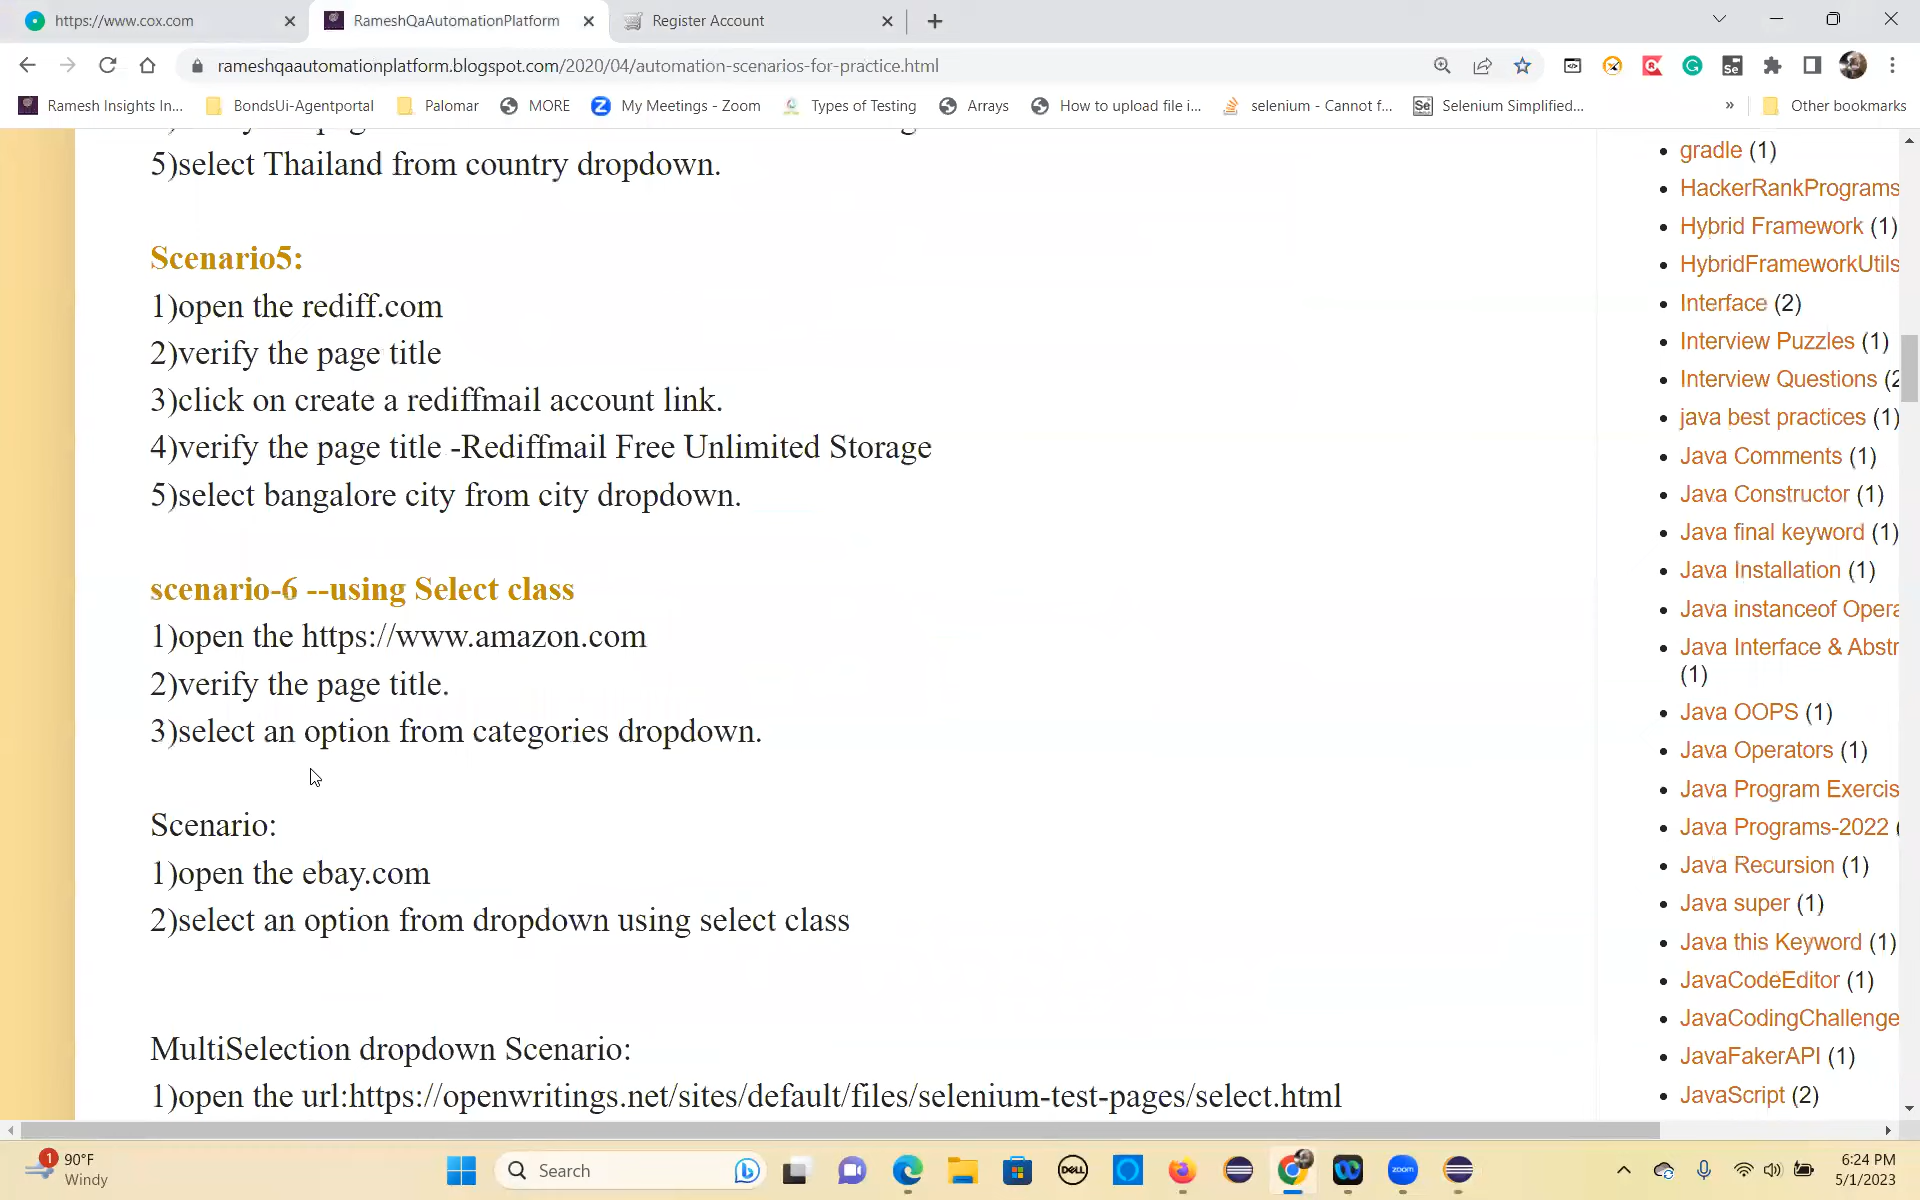 https://www.cox.com
RameshQaAutomationPlatform
Register Account
rameshqaautomationplatform.blogspot.com/2020/04/automation-scenarios-for-practice.html
Ramesh Insights In...
BondsUi-Agentportal
Palomar
MORE
My Meetings - Zoom
Types of Testing
Arrays
How to upload file i...
selenium - Cannot f...
Selenium Simplified...
»
Other bookmarks
5)select Thailand from country dropdown.
Scenario5:
1)open the rediff.com
2)verify the page title
3)click on create a rediffmail account link.
4)verify the page title -Rediffmail Free Unlimited Storage
5)select bangalore city from city dropdown.
scenario-6 --using Select class
1)open the https://www.amazon.com
2)verify the page title.
3)select an option from categories dropdown.
Scenario:
1)open the ebay.com
2)select an option from dropdown using select class
MultiSelection dropdown Scenario:
1)open the url:https://openwritings.net/sites/default/files/selenium-test-pages/select.html
gradle (1)
HackerRankPrograms
Hybrid Framework (1)
HybridFrameworkUtils
Interface (2)
Interview Puzzles (1)
Interview Questions (2
java best practices (1)
Java Comments (1)
Java Constructor (1)
Java final keyword (1)
Java Installation (1)
Java instanceof Opera
Java Interface & Abstr
(1)
Java OOPS (1)
Java Operators (1)
Java Program Exercis
Java Programs-2022 (
Java Recursion (1)
Java super (1)
Java this Keyword (1)
JavaCodeEditor (1)
JavaCodingChallenge
JavaFakerAPI (1)
JavaScript (2)
1
90°F
Windy
Search
DELL
zoom
6:24 PM
5/1/2023